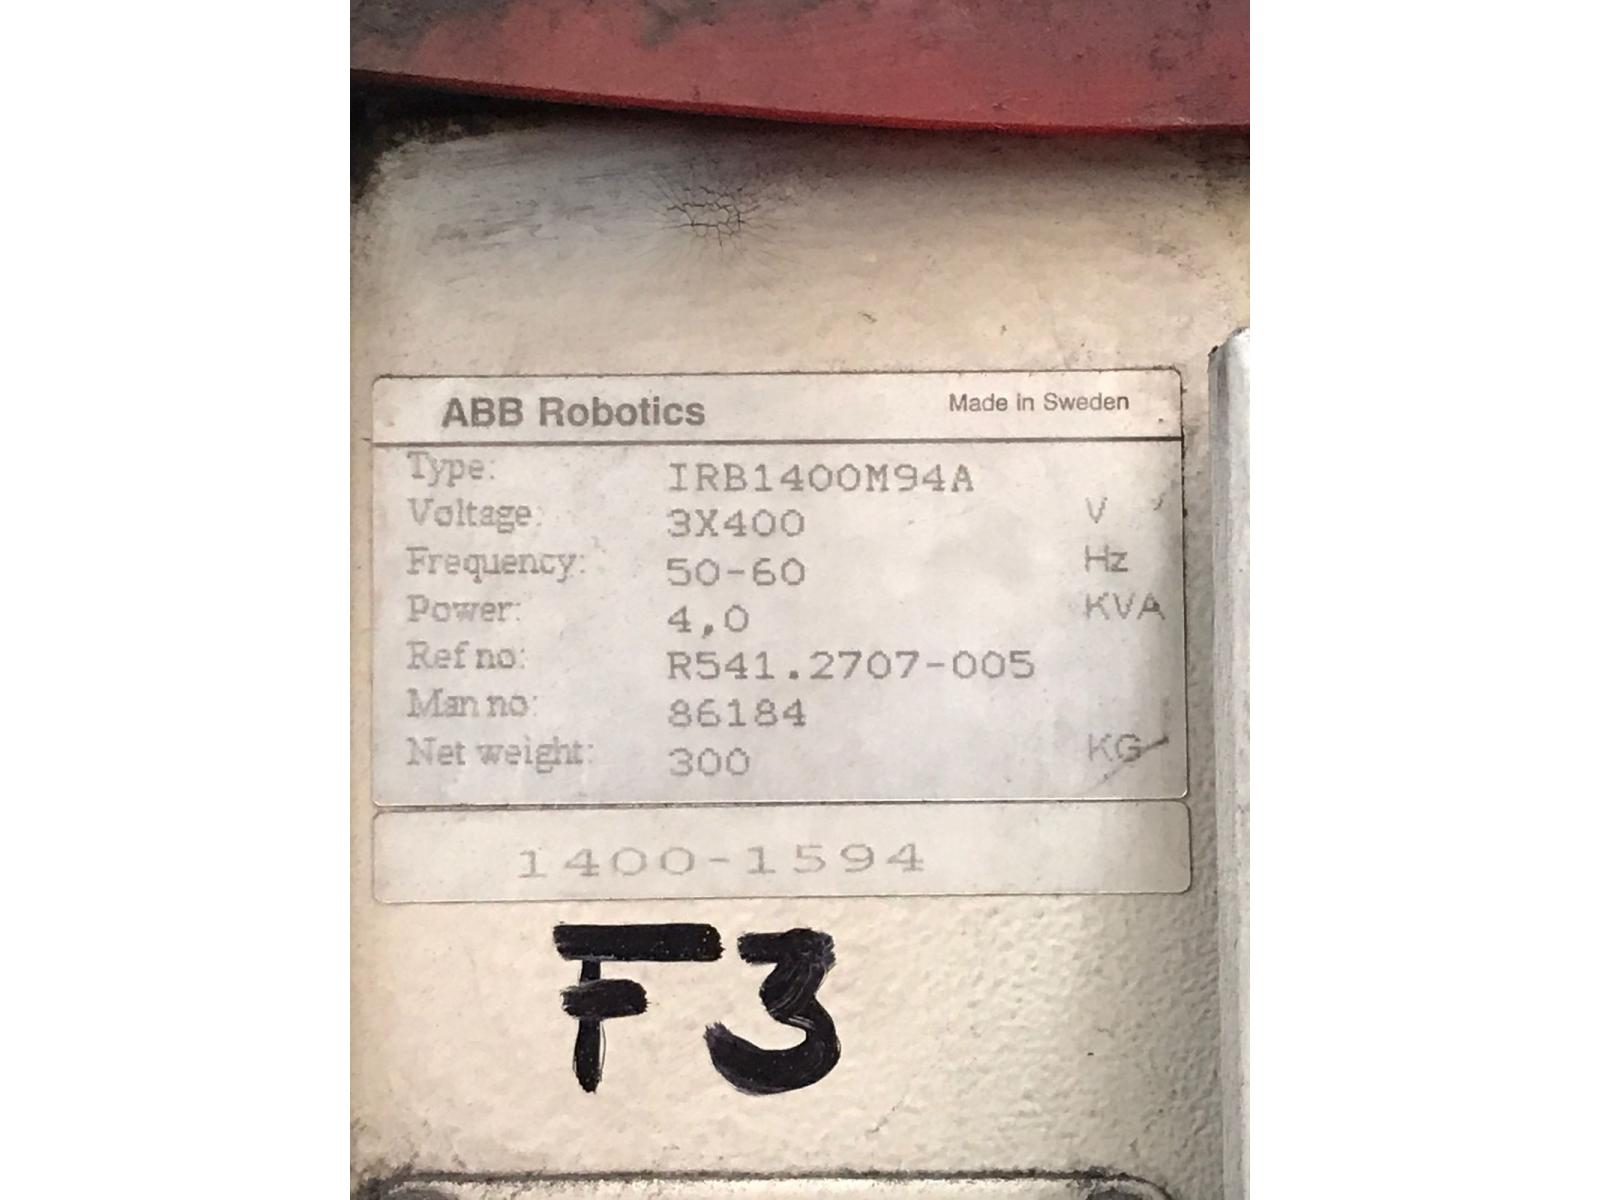 ABB Robotics Made in Sweden
Type: IRB1400M94A
Voltage: 3X400 V
Frequency: 50-60 Hz
Power: 4,0 KVA
Ref no: R541.2707-005
Man no: 86184
Net weight: 300 KG
1400-1594
F3